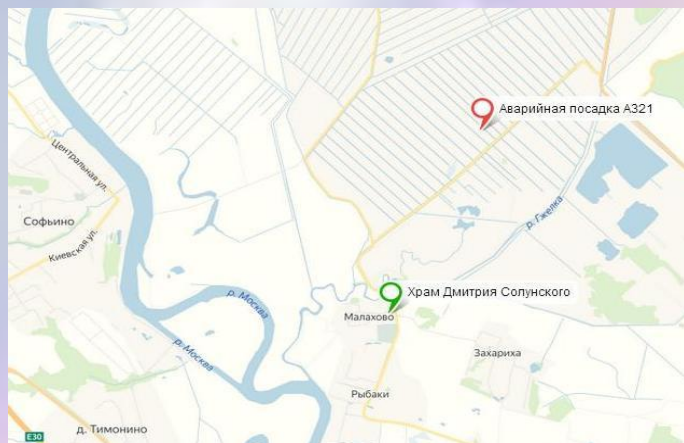 Аварийная посадка А321
Центральная ул.
Софьино
Киевская ул.
р. Гжелка
р. Москва
Храм Дмитрия Солунского
Малахово
р. Москва
Захариха
Рыбаки
д. Тимонино
E30